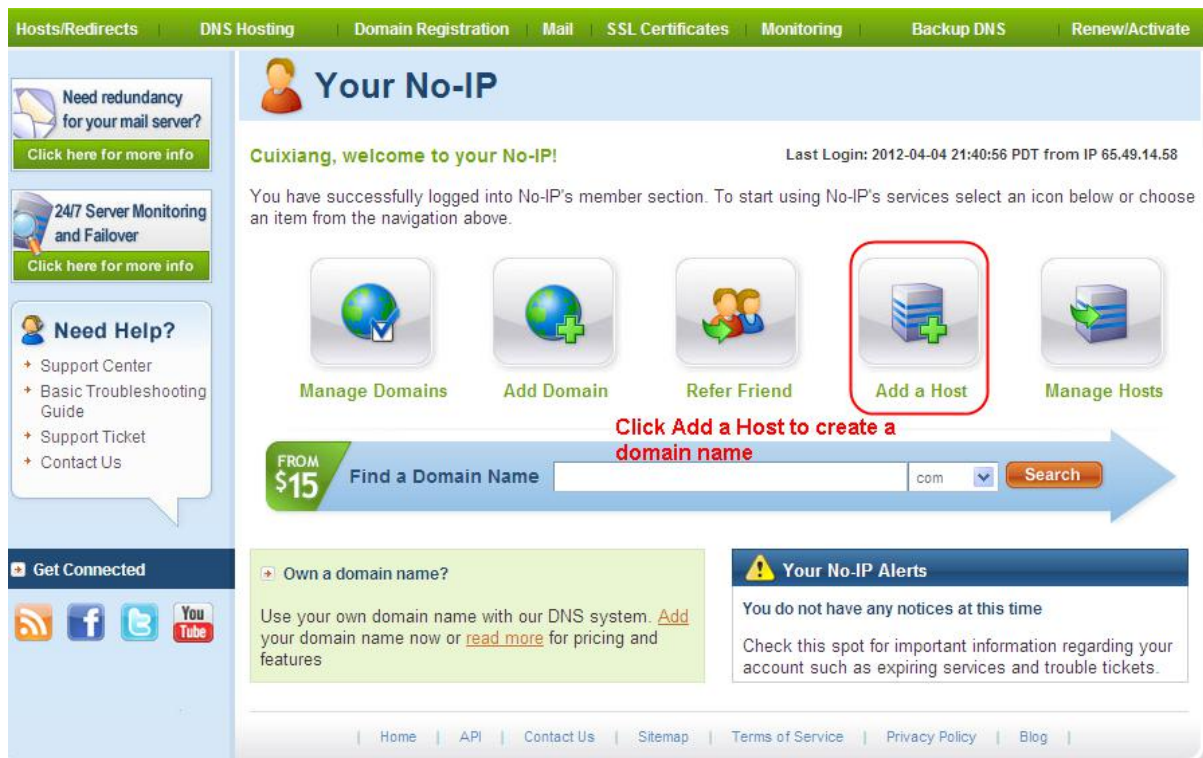 Hosts/Redirects DNS Hosting Domain Registration Mail SSL Certificates Monitoring Backup DNS Renew/Activate
Need redundancy
for your mail server?
Click here for more info
24/7 Server Monitoring
and Failover
Click here for more info
Need Help?
Support Center
Basic Troubleshooting
Guide
Support Ticket
Contact Us
Get Connected
You
Tube
Your No-IP
Cuixiang, welcome to your No-IP!
Last Login: 2012-04-04 21:40:56 PDT from IP 65.49.14.58
You have successfully logged into No-IP's member section. To start using No-IP's services select an icon below or choose
an item from the navigation above.
Manage Domains
Add Domain
Refer Friend
Add a Host
Manage Hosts
Click Add a Host to create a
domain name
FROM
$15
Find a Domain Name
com
Search
Own a domain name?
Use your own domain name with our DNS system. Add
your domain name now or read more for pricing and
features
Your No-IP Alerts
You do not have any notices at this time
Check this spot for important information regarding your
account such as expiring services and trouble tickets.
| Home | API | Contact Us | Sitemap | Terms of Service | Privacy Policy | Blog |